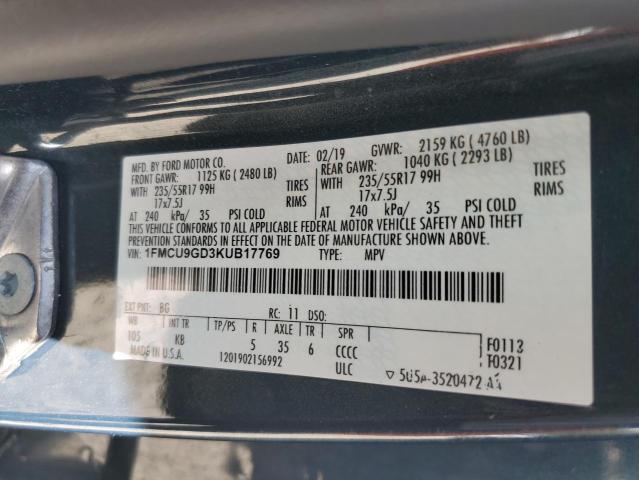 MFD. BY FORD MOTOR CO. DATE: 02/19 GVWR: 2159 KG (4760 LB)
FRONT GAWR: 1125 KG (2480 LB) REAR GAWR: 1040 KG (2293 LB)
WITH 235/55R17 99H TIRES WITH 235/55R17 99H TIRES
17x7.5J RIMS 17x7.5J RIMS
AT 240 kPa/ 35 PSI COLD AT 240 kPa/ 35 PSI COLD
THIS VEHICLE CONFORMS TO ALL APPLICABLE FEDERAL MOTOR VEHICLE SAFETY AND THEFT
PREVENTION STANDARDS IN EFFECT ON THE DATE OF MANUFACTURE SHOWN ABOVE.
VIN: 1FMCU9GD3KUB17769 TYPE: MPV
EXT PNT: BG RC: 11 DSO:
WB INT TR TP/PS R AXLE TR SPR
105 KB 5 35 6 CCCC
MADE IN U.S.A. 1201902156992 ULC
F0113
T0321